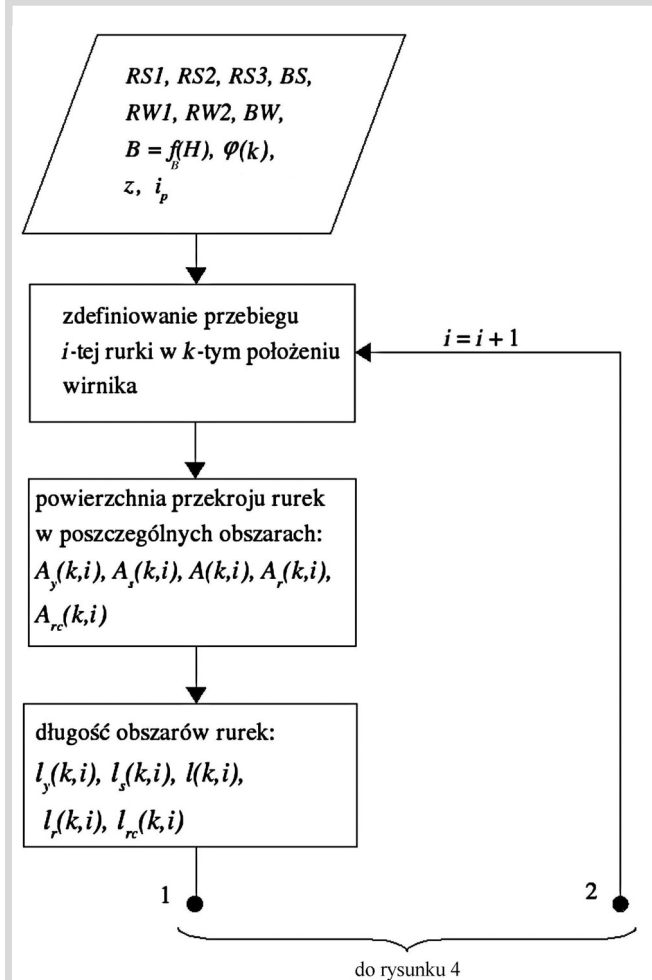 RS1, RS2, RS3, BS,
RW1, RW2, BW,
B = f_B(H), φ(k),
z, i_p
zdefiniowanie przebiegu
i-tej rurki w k-tym położeniu
wirnika
i = i + 1
powierzchnia przekroju rurek
w poszczególnych obszarach:
A_y(k,i), A_s(k,i), A(k,i), A_r(k,i),
A_rc(k,i)
długość obszarów rurek:
l_y(k,i), l_s(k,i), l(k,i),
l_r(k,i), l_rc(k,i)
1
2
do rysunku 4